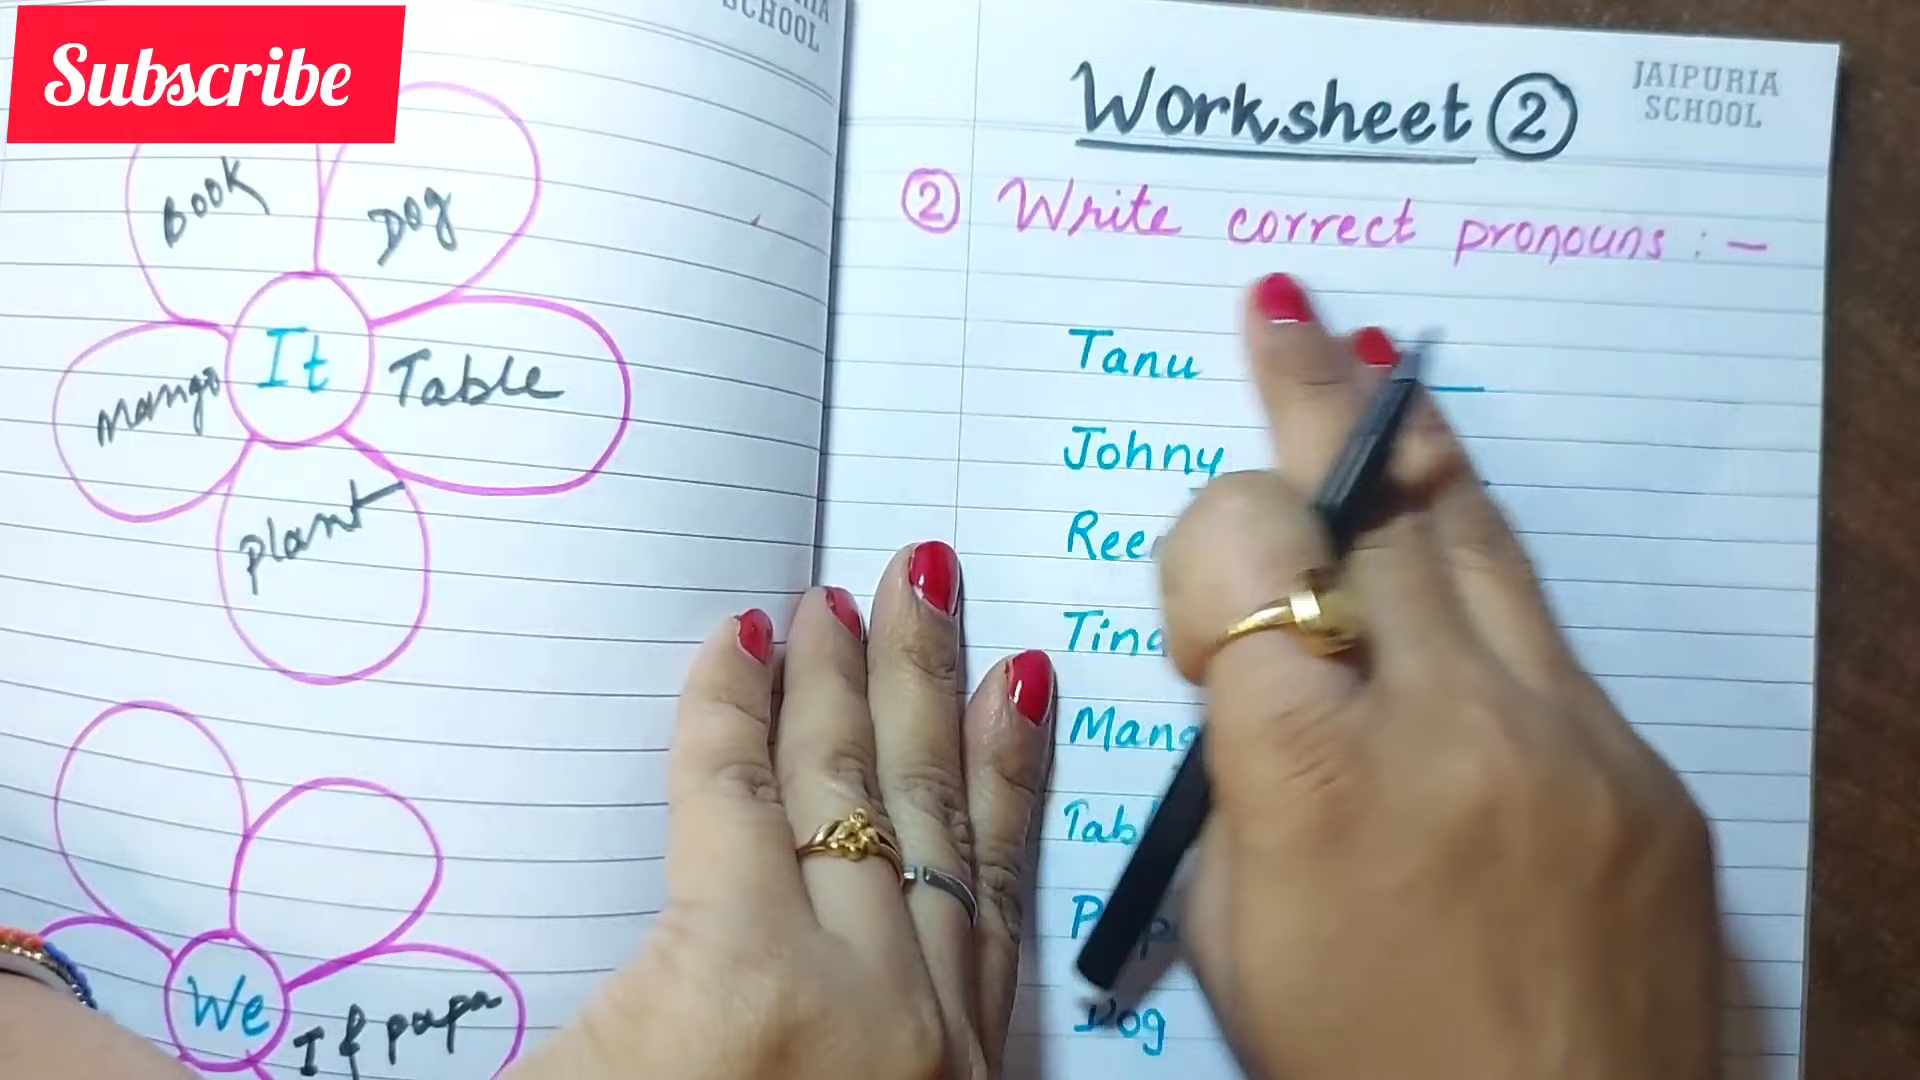 Subscribe
SCHOOL
Book
Dog
Mango
It
Table
plant
We
I & papa
JAIPURIA
SCHOOL
Worksheet ②
② Write correct pronouns : –
Tanu
Johny
Dog